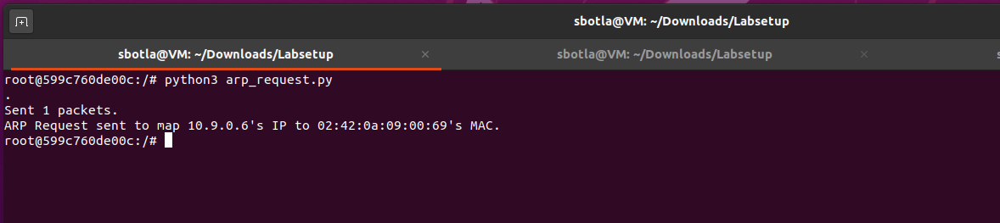 sbotla@VM: ~/Downloads/Labsetup
sbotla@VM: ~/Downloads/Labsetup × sbotla@VM: ~/Downloads/Labsetup × s
root@599c760de00c:/# python3 arp_request.py
.
Sent 1 packets.
ARP Request sent to map 10.9.0.6's IP to 02:42:0a:09:00:69's MAC.
root@599c760de00c:/#